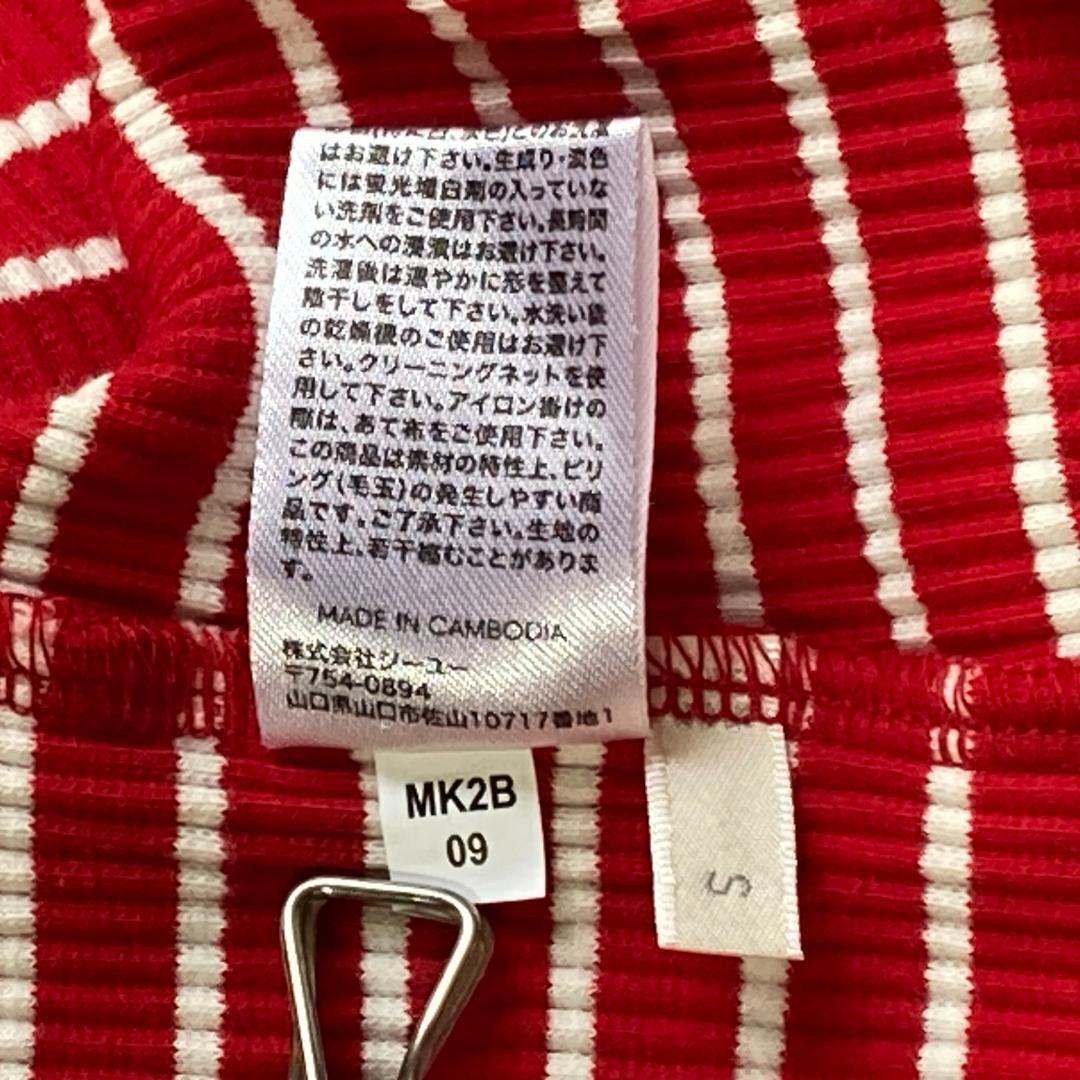 はお避け下さい。生成り・淡色
には蛍光増白剤の入っていな
い洗剤をご使用下さい。長時間
の水への浸漬はお避け下さい。
洗濯後は速やかに形を整えて
陰干しをして下さい。水洗い後
の乾燥機のご使用はお避け下
さい。クリーニングネットを使
用して下さい。アイロン掛けの
際は、あて布をご使用下さい。
この商品は素材の特性上、ピリ
ング(毛玉)の発生しやすい商
品です。ご了承下さい。生地の
特性上、若干縮むことがありま
す。
MADE IN CAMBODIA
株式会社ジーユー
〒754-0894
山口県山口市佐山10717番地1
MK2B
09
S